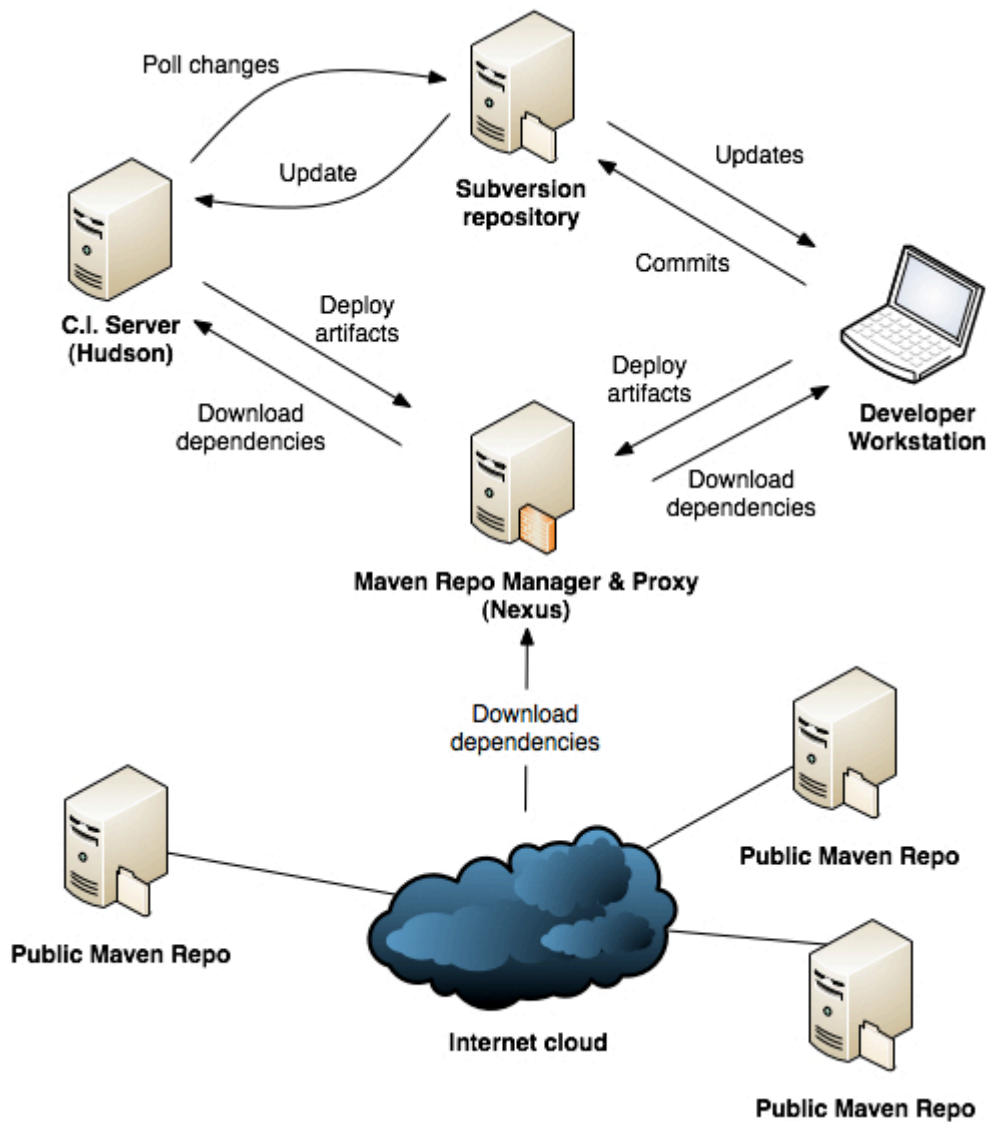 Poll changes
Update
Subversion
repository
Updates
Commits
C.I. Server
(Hudson)
Deploy
artifacts
Download
dependencies
Deploy
artifacts
Developer
Workstation
Download
dependencies
Maven Repo Manager & Proxy
(Nexus)
Download
dependencies
Public Maven Repo
Public Maven Repo
Internet cloud
Public Maven Repo